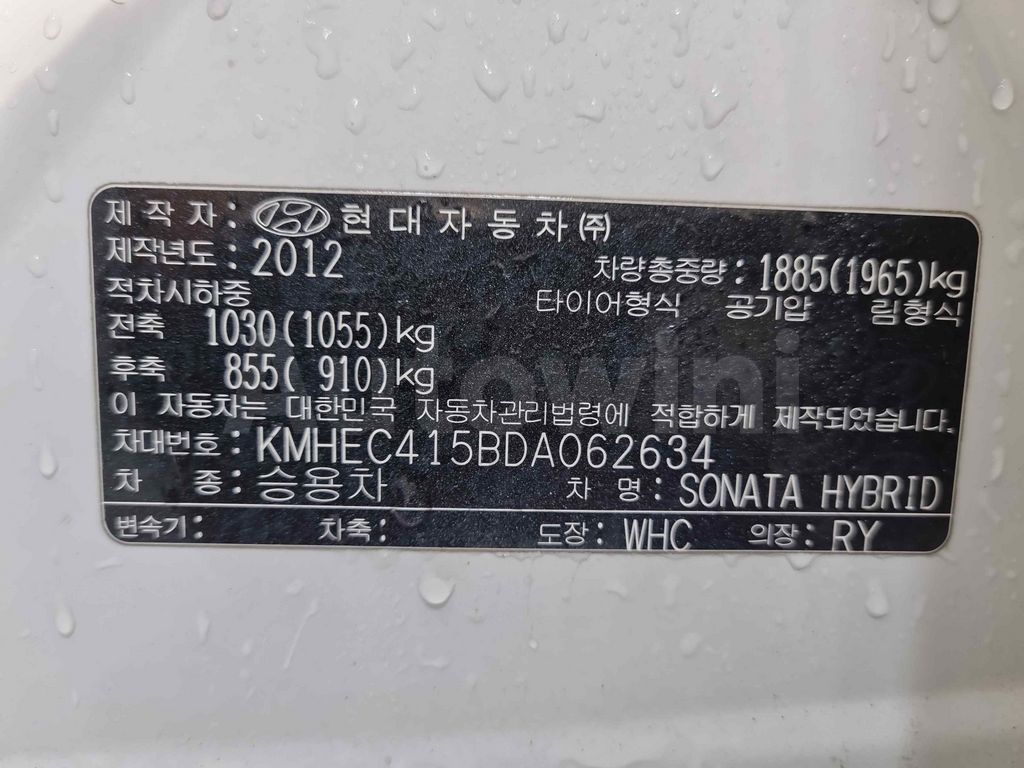 제 작 자 : 현 대 자 동 차 ㈜
제작년도 : 2012 차량총중량 : 1885(1965)kg
적차시하중 타이어형식 공기압 림형식
전축 1030(1055)kg
후축 855( 910)kg
이 자동차는 대한민국 자동차관리법령에 적합하게 제작되었습니다.
차대번호 : KMHEC415BDA062634
차 종 : 승용차 차 명 : SONATA HYBRID
변속기 : 차축 : 도장 : WHC 의장 : RY
Autowini